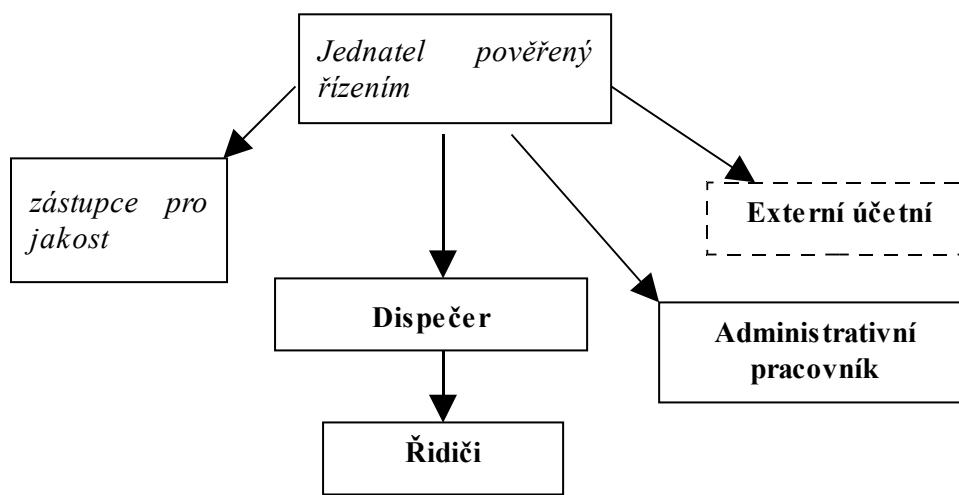 Jednatel pověřený
řízením
zástupce pro
jakost
Externí účetní
Dispečer
Administrativní
pracovník
Řidiči